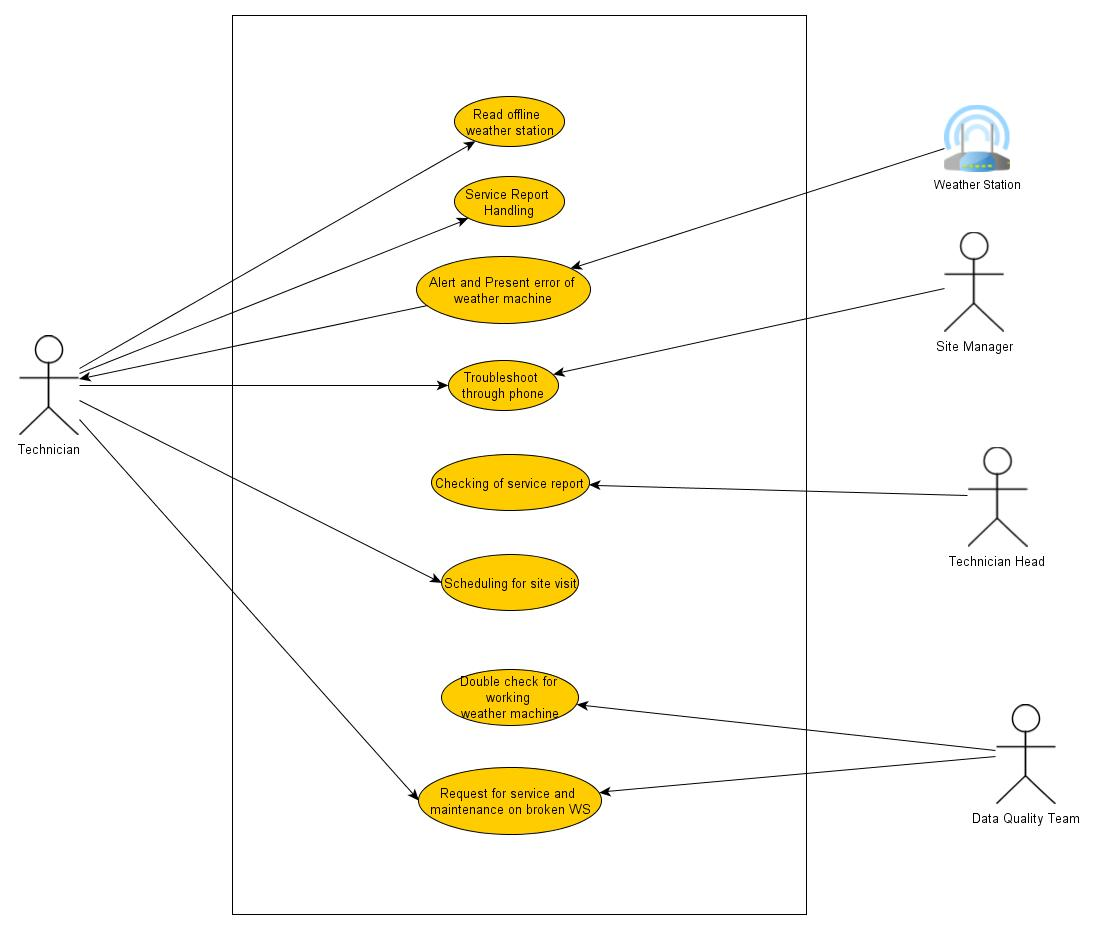 Read offline
weather station
Service Report
Handling
Weather Station
Alert and Present error of
weather machine
Site Manager
Troubleshoot
through phone
Technician
Checking of service report
Technician Head
Scheduling for site visit
Double check for
working
weather machine
Request for service and
maintenance on broken WS
Data Quality Team